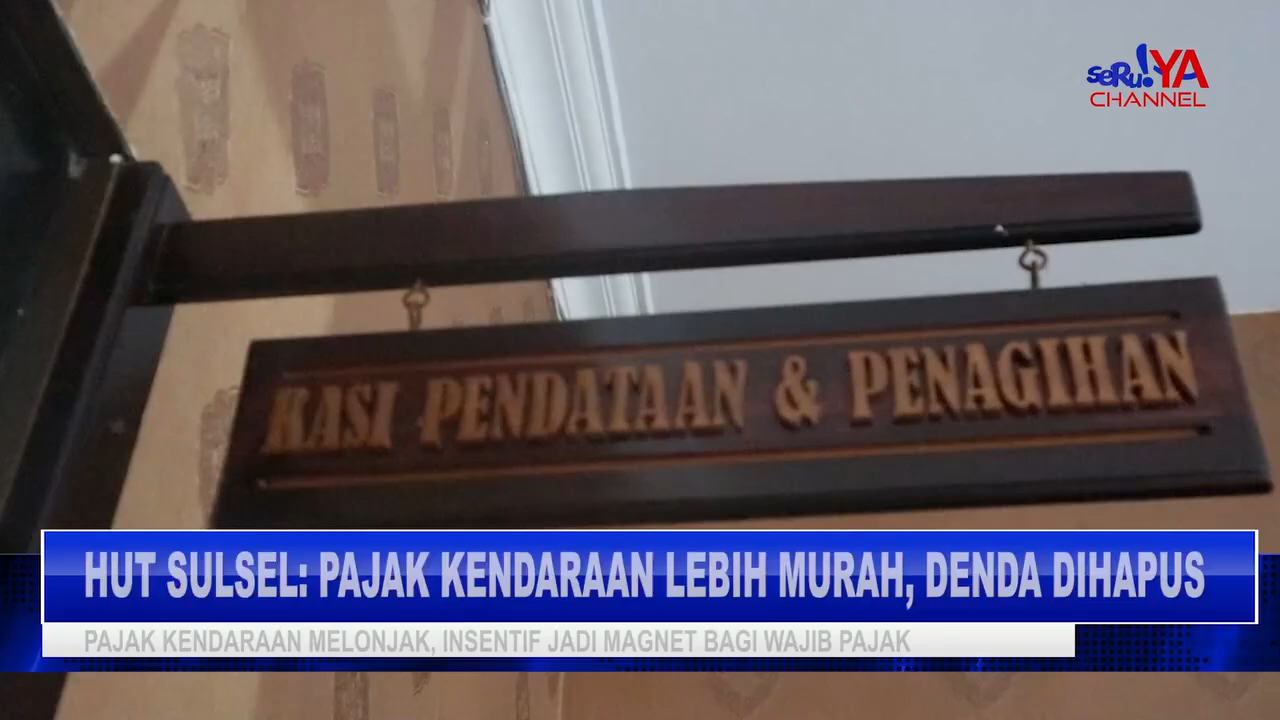 seRu!YA
CHANNEL
KASI PENDATAAN & PENAGIHAN
HUT SULSEL: PAJAK KENDARAAN LEBIH MURAH, DENDA DIHAPUS
PAJAK KENDARAAN MELONJAK, INSENTIF JADI MAGNET BAGI WAJIB PAJAK